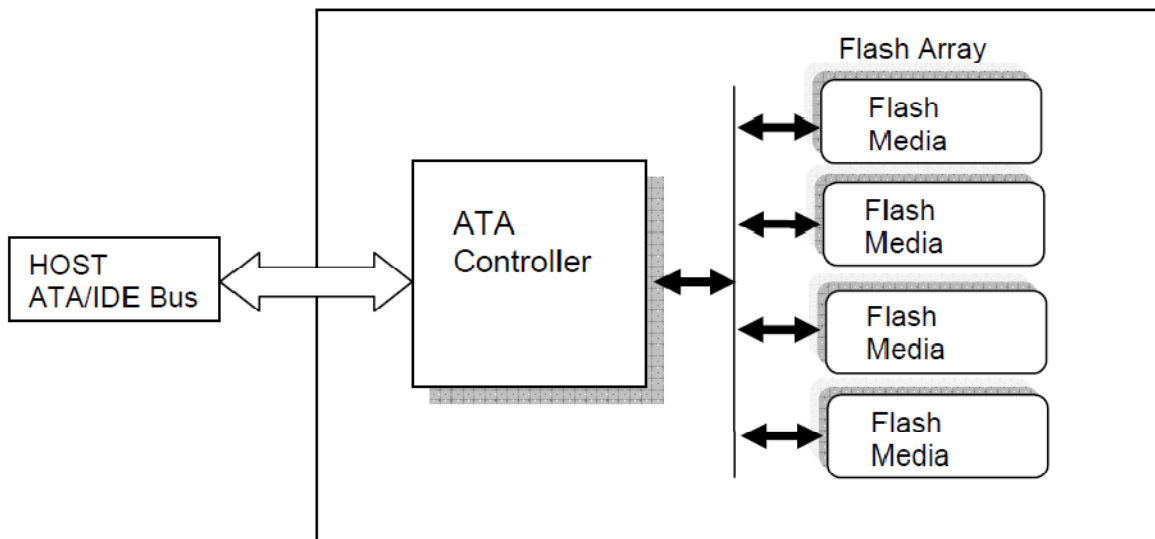 Flash Array
Flash
Media
ATA
Controller
Flash
Media
HOST
ATA/IDE Bus
Flash
Media
Flash
Media